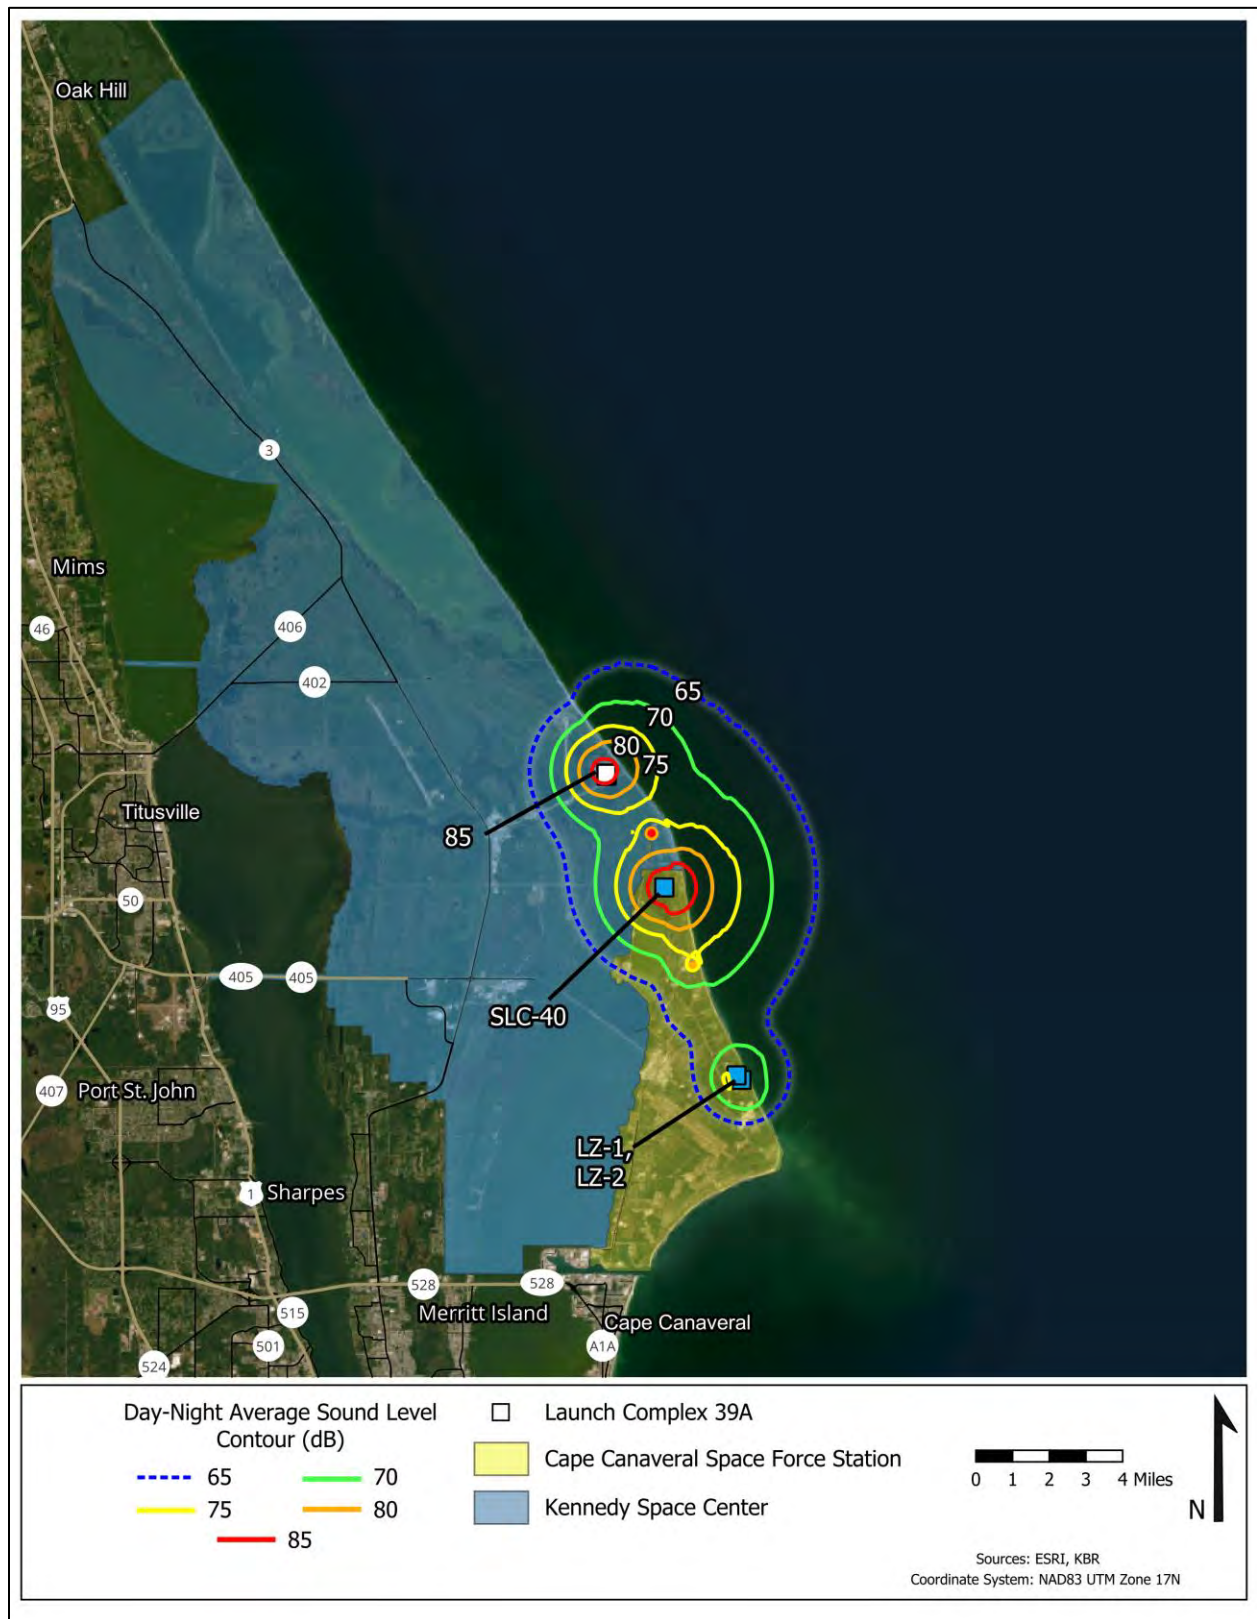 Oak Hill
3
Mims
46
406
402
65
70
80
75
Titusville
85
50
405
405
95
SLC-40
407
Port St. John
LZ-1,
LZ-2
1
Sharpes
528
528
515
Merritt Island
Cape Canaveral
501
A1A
524
Day-Night Average Sound Level
Contour (dB)
65
70
75
80
85
Launch Complex 39A
Cape Canaveral Space Force Station
Kennedy Space Center
0 1 2 3 4 Miles
N
Sources: ESRI, KBR
Coordinate System: NAD83 UTM Zone 17N